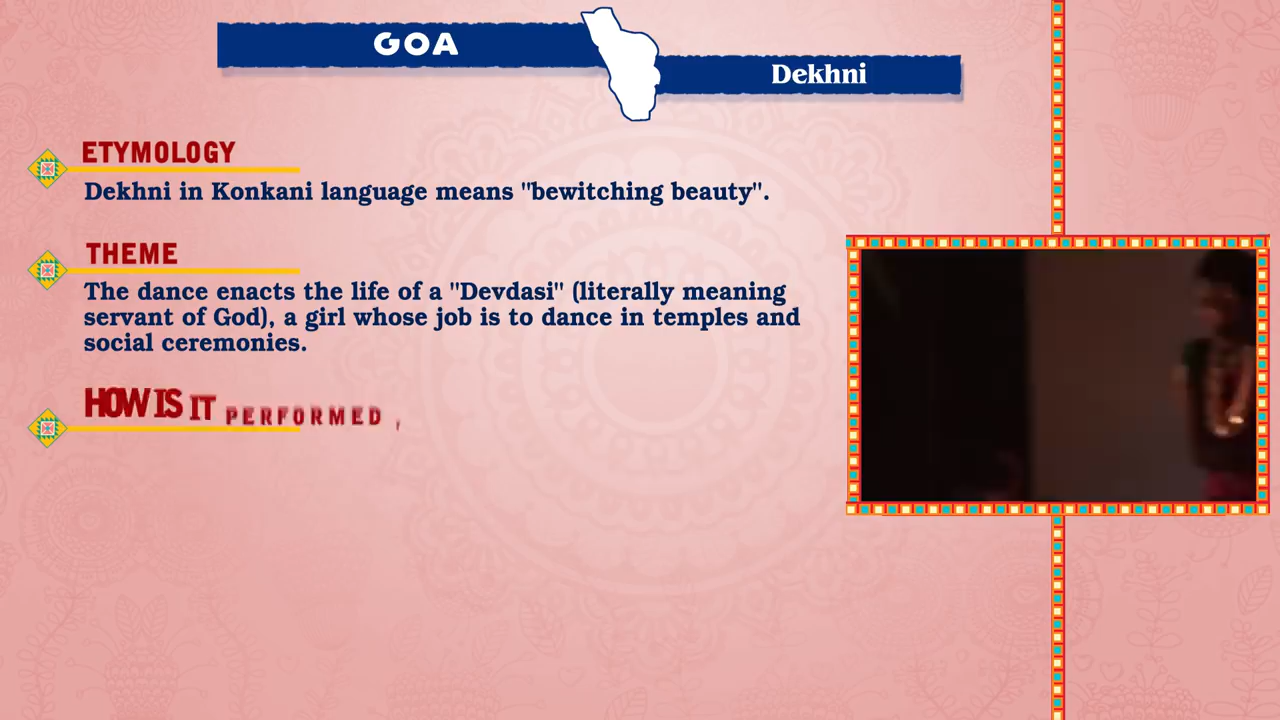 GOA
Dekhni
ETYMOLOGY
Dekhni in Konkani language means "bewitching beauty".
THEME
The dance enacts the life of a "Devdasi" (literally meaning
servant of God), a girl whose job is to dance in temples and
social ceremonies.
HOW IS IT PERFORMED